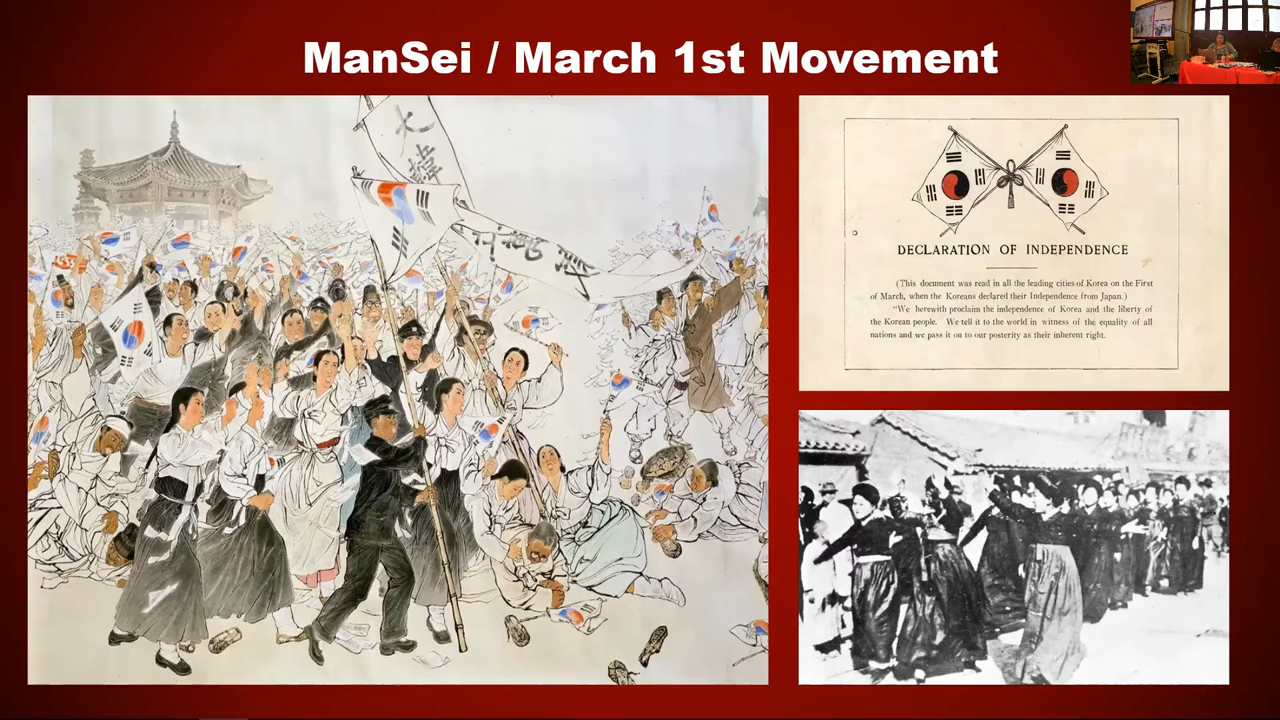 ManSei / March 1st Movement
大
韓
DECLARATION OF INDEPENDENCE
(This document was read in all the leading cities of Korea on the First
of March, when the Koreans declared their Independence from Japan.)
"We herewith proclaim the independence of Korea and the liberty of
the Korean people. We tell it to the world in witness of the equality of all
nations and we pass it on to our posterity as their inherent right.